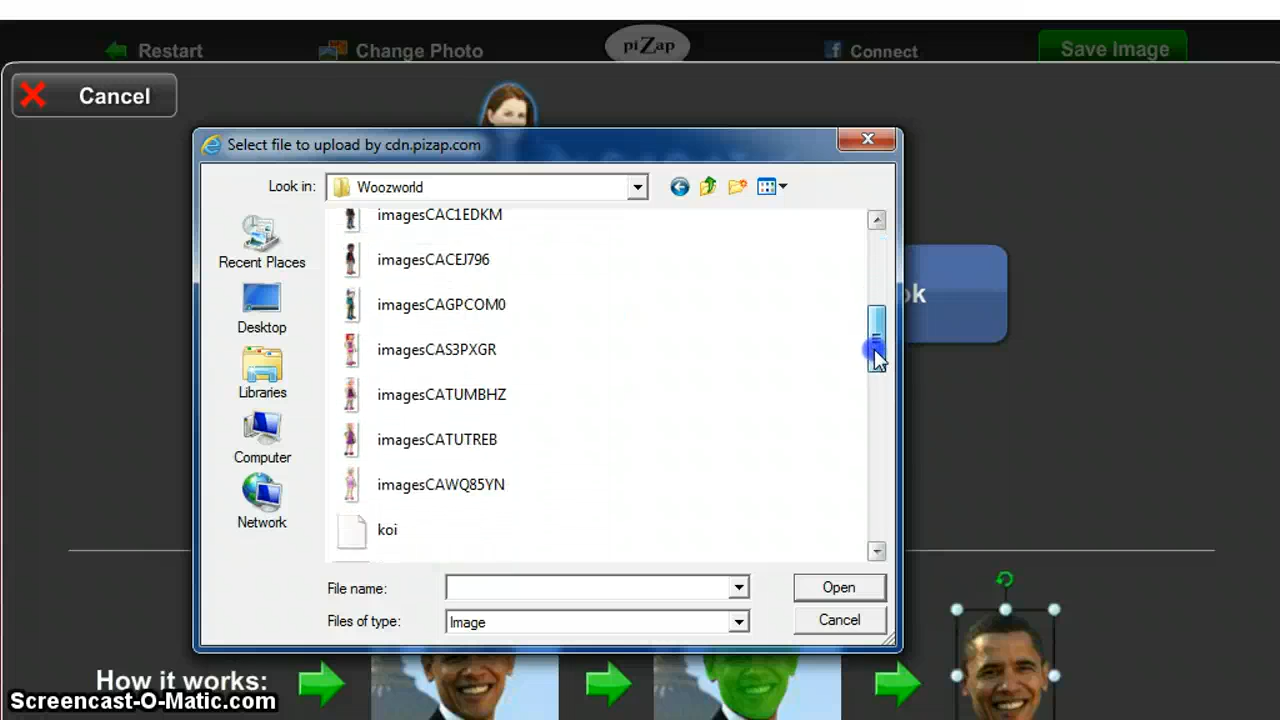 Restart
Change Photo
piZap
Connect
Save Image
Cancel
Select file to upload by cdn.pizap.com
Look in:
Woozworld
imagesCAC1EDKM
imagesCACEJ796
imagesCAGPCOM0
imagesCAS3PXGR
imagesCATUMBHZ
imagesCATUTREB
imagesCAWQ85YN
koi
Recent Places
Desktop
Libraries
Computer
Network
ok
File name:
Open
Files of type:
Image
Cancel
How it works:
Screencast-O-Matic.com